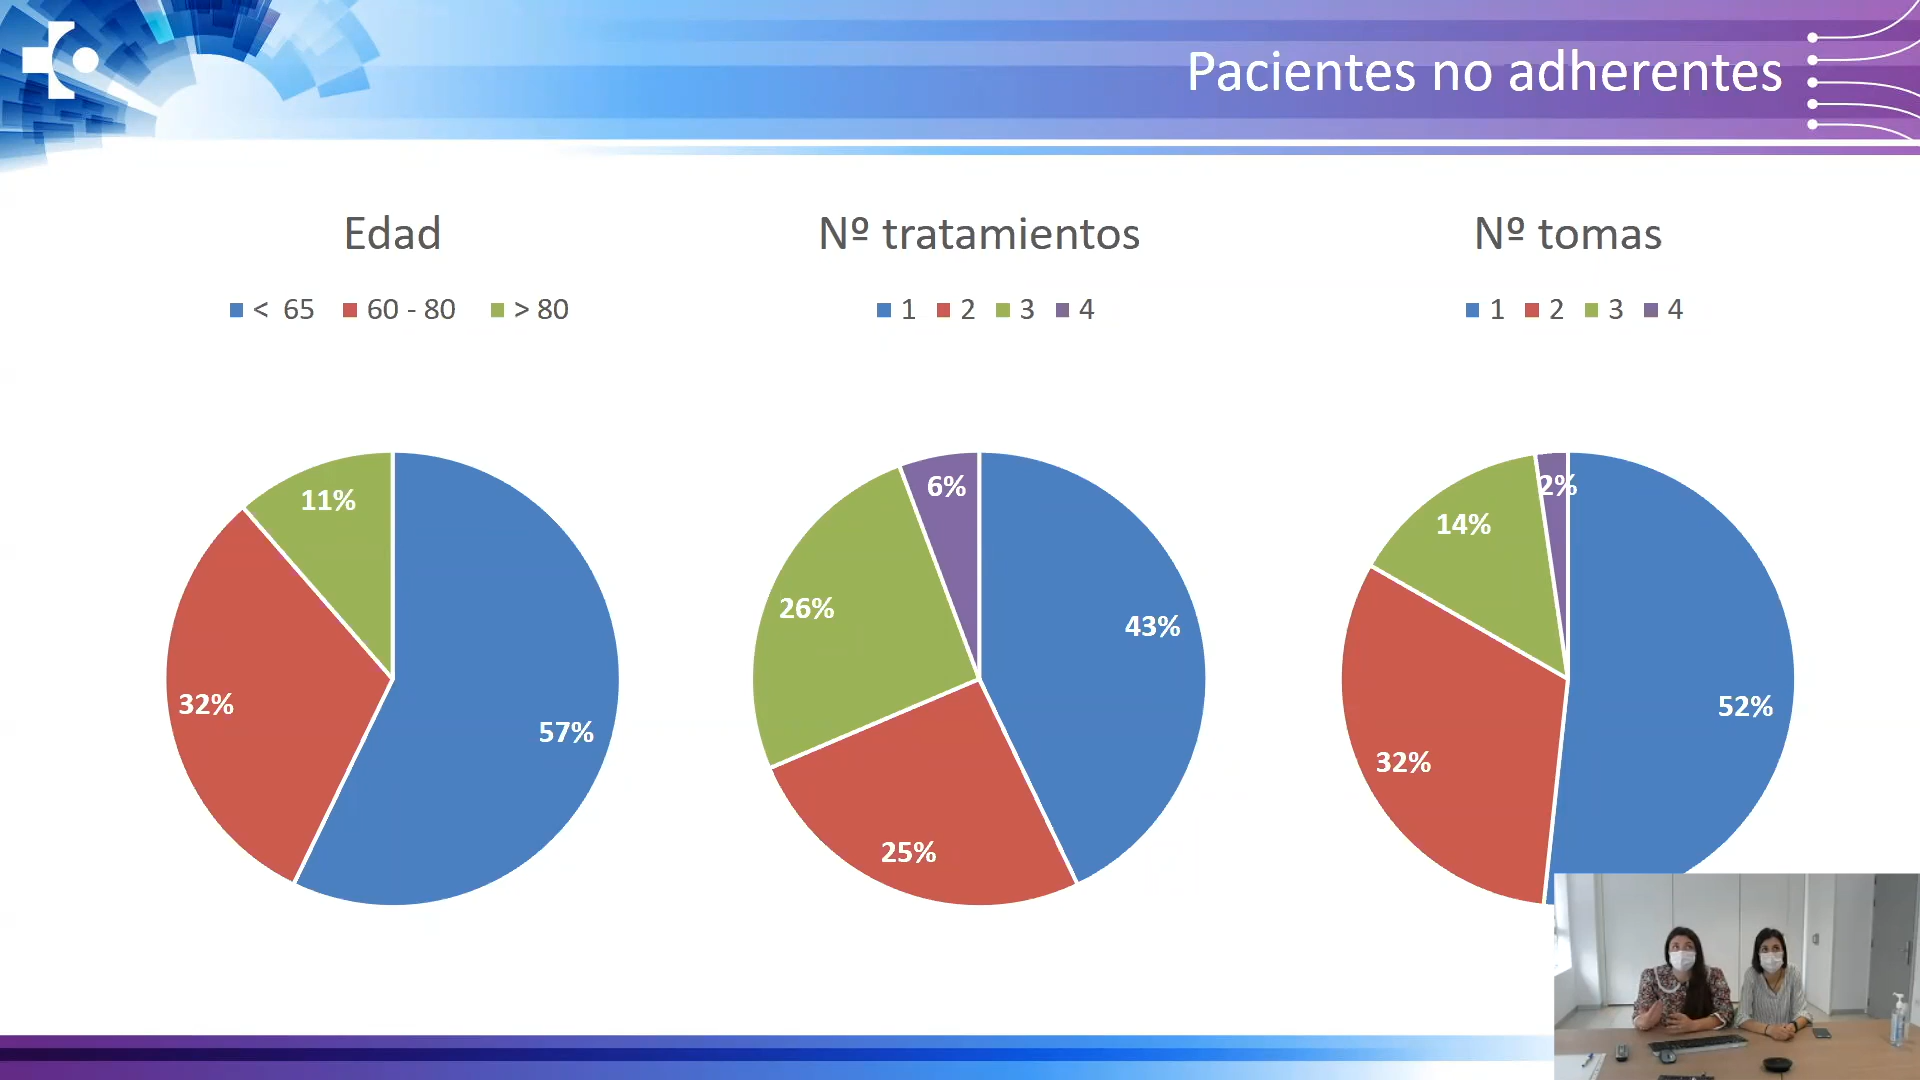 Pacientes no adherentes
Edad
< 65 60 - 80 > 80
11%
32%
57%
Nº tratamientos
1 2 3 4
6%
26%
43%
25%
Nº tomas
1 2 3 4
2%
14%
52%
32%